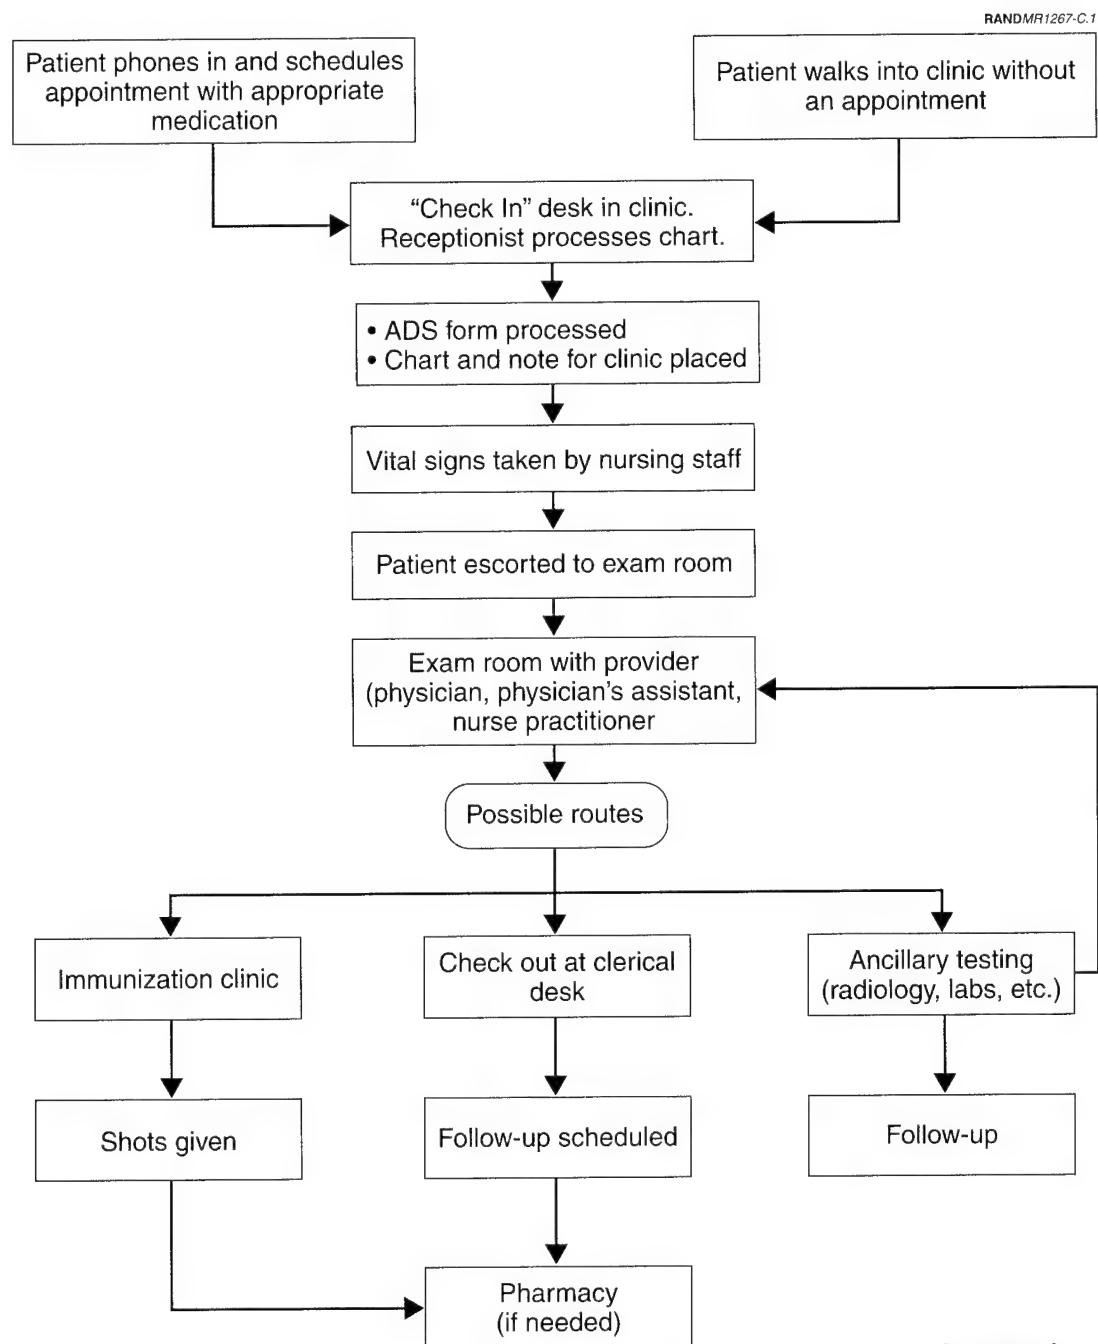 RANDMR1267-C.1
Patient phones in and schedules
appointment with appropriate
medication
Patient walks into clinic without
an appointment
“Check In” desk in clinic.
Receptionist processes chart.
• ADS form processed
• Chart and note for clinic placed
Vital signs taken by nursing staff
Patient escorted to exam room
Exam room with provider
(physician, physician’s assistant,
nurse practitioner
Possible routes
Immunization clinic
Check out at clerical
desk
Ancillary testing
(radiology, labs, etc.)
Shots given
Follow-up scheduled
Follow-up
Pharmacy
(if needed)